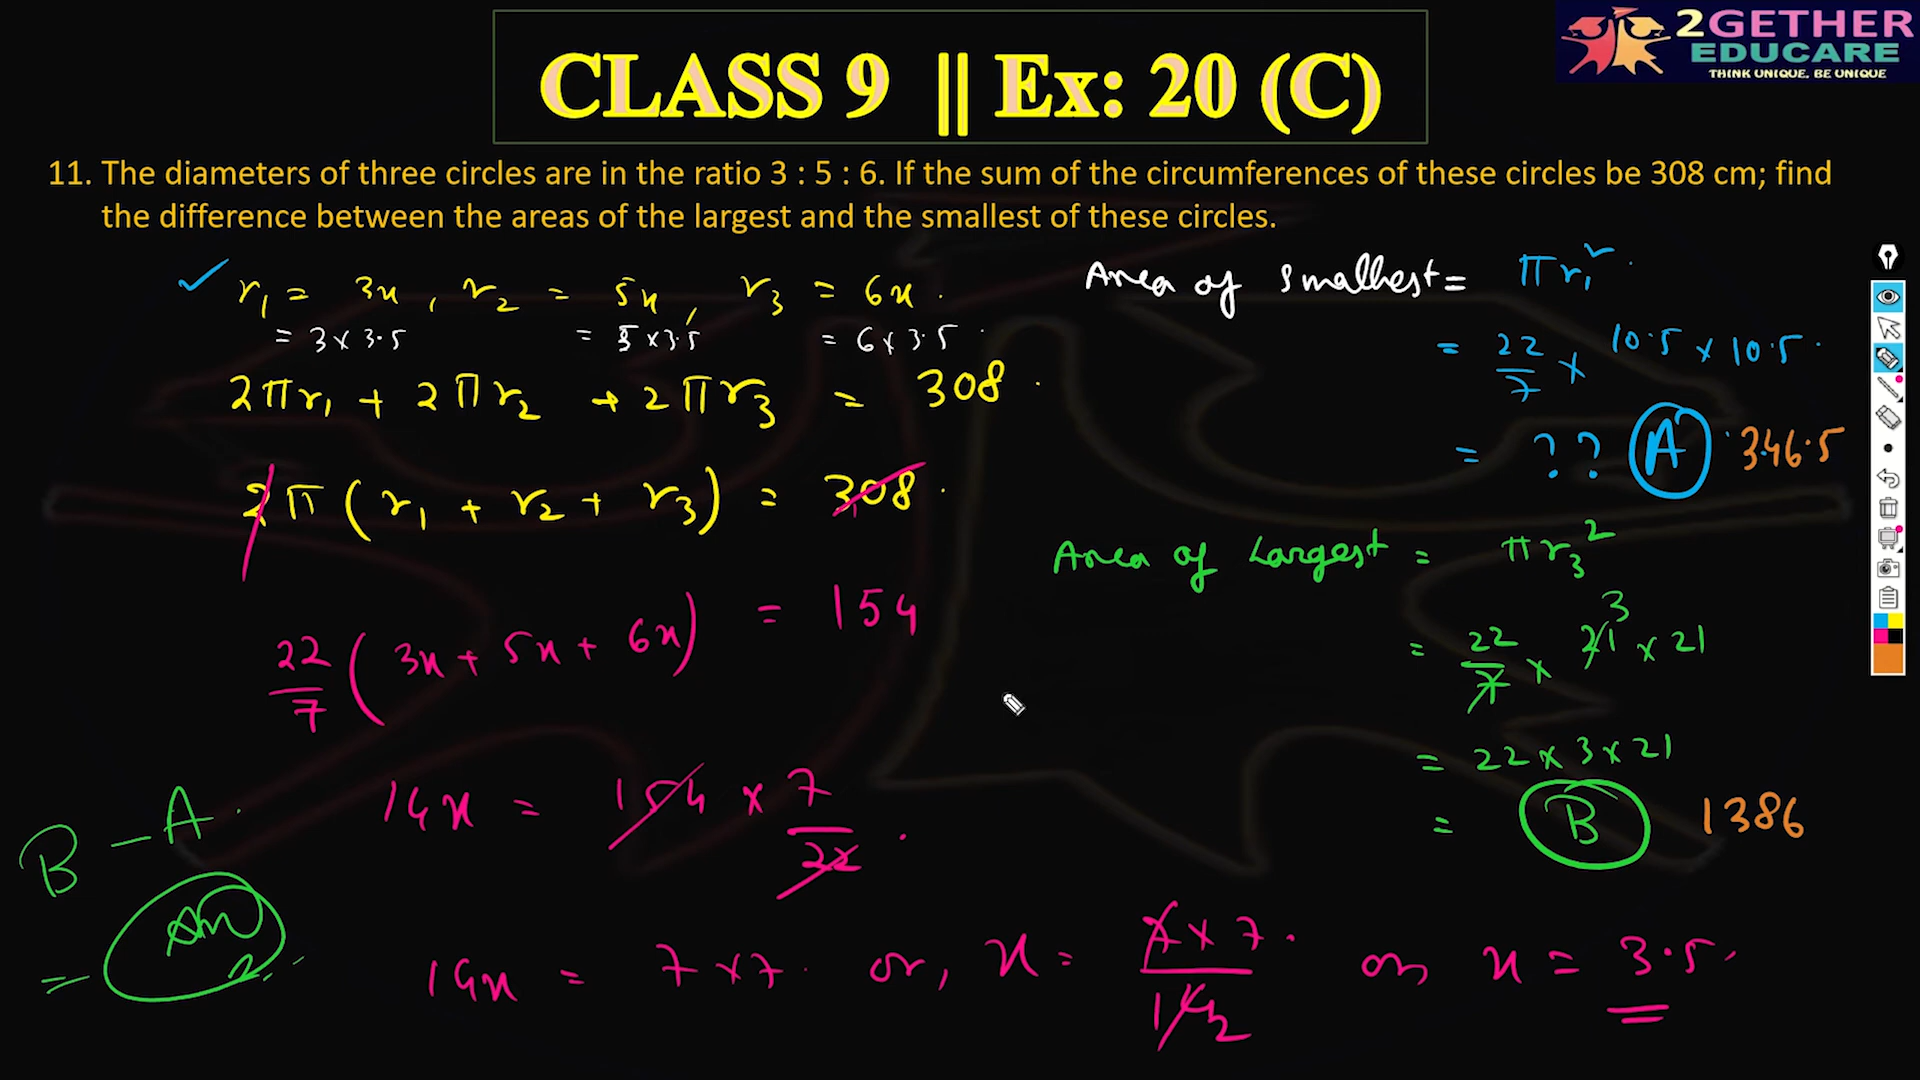 2GETHER
EDUCARE
THINK UNIQUE. BE UNIQUE
CLASS 9 || Ex: 20 (C)
11. The diameters of three circles are in the ratio 3 : 5 : 6. If the sum of the circumferences of these circles be 308 cm; find
the difference between the areas of the largest and the smallest of these circles.
✓ r₁ = 3x, r₂ = 5x, r₃ = 6x.
= 3 × 3.5 = 5 × 3.5 = 6 × 3.5
2πr₁ + 2πr₂ + 2πr₃ = 308.
2π (r₁ + r₂ + r₃) = 308.
22/7 (3x + 5x + 6x) = 154
14x = 154 × 7/22.
14x = 7 × 7. or, x = 7 × 7/14 2. or x = 3.5.
B - A.
= Ans.
Area of smallest = πr₁².
= 22/7 × 10.5 × 10.5.
= ?? A 346.5
Area of Largest = πr₃²
= 22/7 × 21 3 × 21
= 22 × 3 × 21
= B 1386